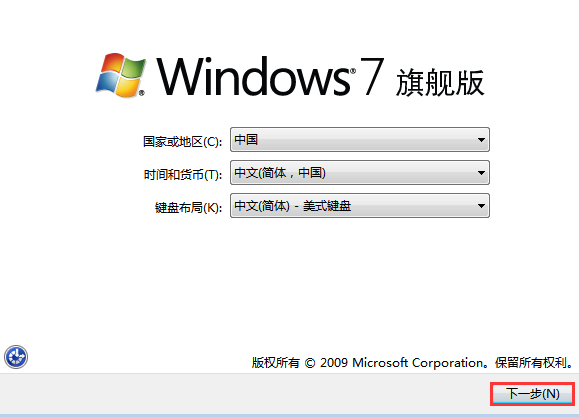 Windows® 7 旗舰版
国家或地区(C): 中国
时间和货币(T): 中文(简体，中国)
键盘布局(K): 中文(简体) - 美式键盘
版权所有 © 2009 Microsoft Corporation。保留所有权利。
下一步(N)